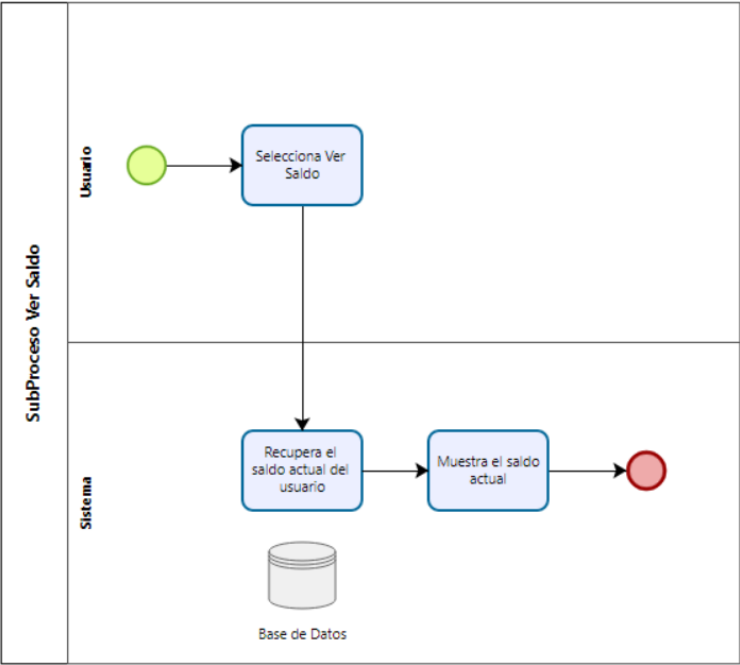 SubProceso Ver Saldo
Usuario
Selecciona Ver
Saldo
Sistema
Recupera el
saldo actual del
usuario
Muestra el saldo
actual
Base de Datos